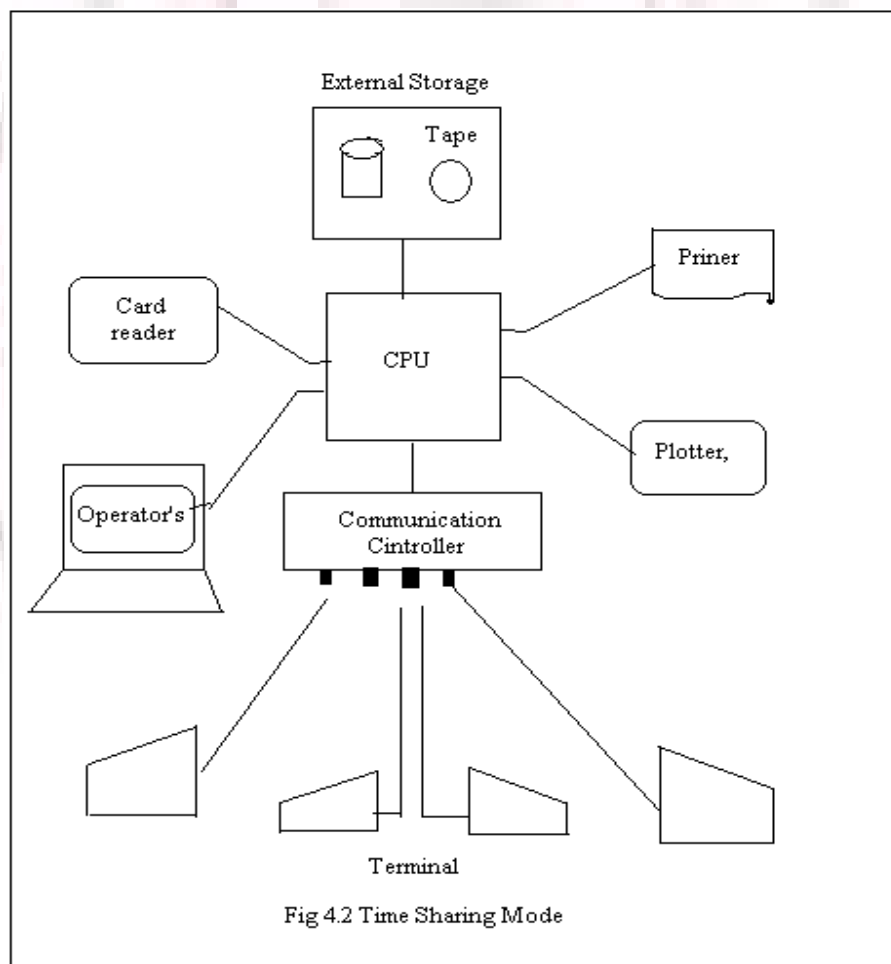 External Storage
Tape
Priner
Card
reader
CPU
Plotter,
Operator's
Communication
Cintroller
Terminal
Fig 4.2 Time Sharing Mode